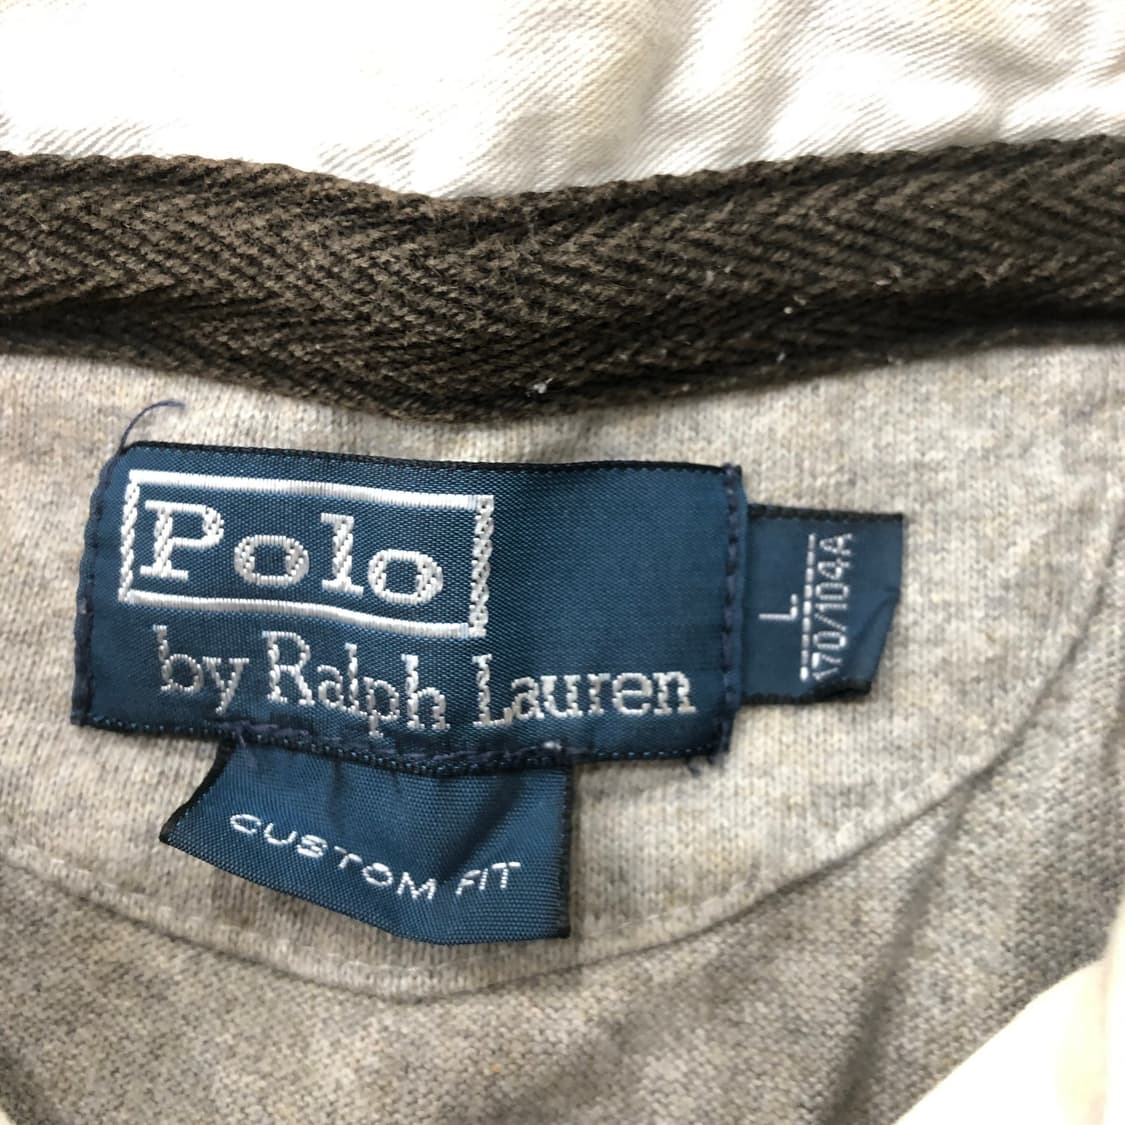 Polo
by Ralph Lauren
L.
170/104A
CUSTOM FIT